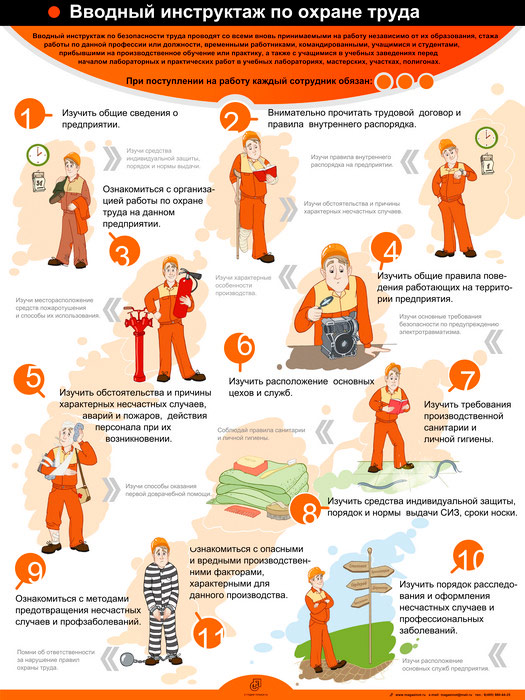 Вводный инструктаж по охране труда
Вводный инструктаж по безопасности труда проводят со всеми вновь принимаемыми на работу независимо от их образования, стажа
работы по данной профессии или должности, временными работниками, командированными, учащимися и студентами,
прибывшими на производственное обучение или практику, а также с учащимися в учебных заведениях перед
началом лабораторных и практических работ в учебных лабораториях, мастерских, участках, полигонах.
При поступлении на работу каждый сотрудник обязан:
1
Изучить общие сведения о
предприятии.
Изучи средства
индивидуальной защиты,
порядок и нормы выдачи.
Ознакомиться с организа-
цией работы по охране
труда на данном
предприятии.
2
Внимательно прочитать трудовой договор и
правила внутреннего распорядка.
Изучи правила внутреннего
распорядка на предприятии.
Изучи обстоятельства и причины
характерных несчастных случаев.
3
Изучи месторасположение
средств пожаротушения
и способы их использования.
Изучи характерные
особенности
производства.
4
Изучить общие правила пове-
дения работающих на террито-
рии предприятия.
Изучи основные требования
безопасности по предупреждению
электротравматизма.
5
Изучить обстоятельства и причины
характерных несчастных случаев,
аварий и пожаров, действия
персонала при их
возникновении.
Изучи способы оказания
первой доврачебной помощи.
6
Изучить расположение основных
цехов и служб.
Соблюдай правила санитарии
и личной гигиены.
7
Изучить требования
производственной
санитарии и
личной гигиены.
8
Изучить средства индивидуальной защиты,
порядок и нормы выдачи СИЗ, сроки носки.
9
Ознакомиться с методами
предотвращения несчастных
случаев и профзаболеваний.
Помни об ответственности
за нарушение правил
охраны труда.
Ознакомиться с опасными
и вредными производствен-
ними факторами,
характерными для
данного производства.
11
10
Изучить порядок расследо-
вания и оформления
несчастных случаев и
профессиональных
заболеваний.
Изучи расположение
основных служб предприятия.